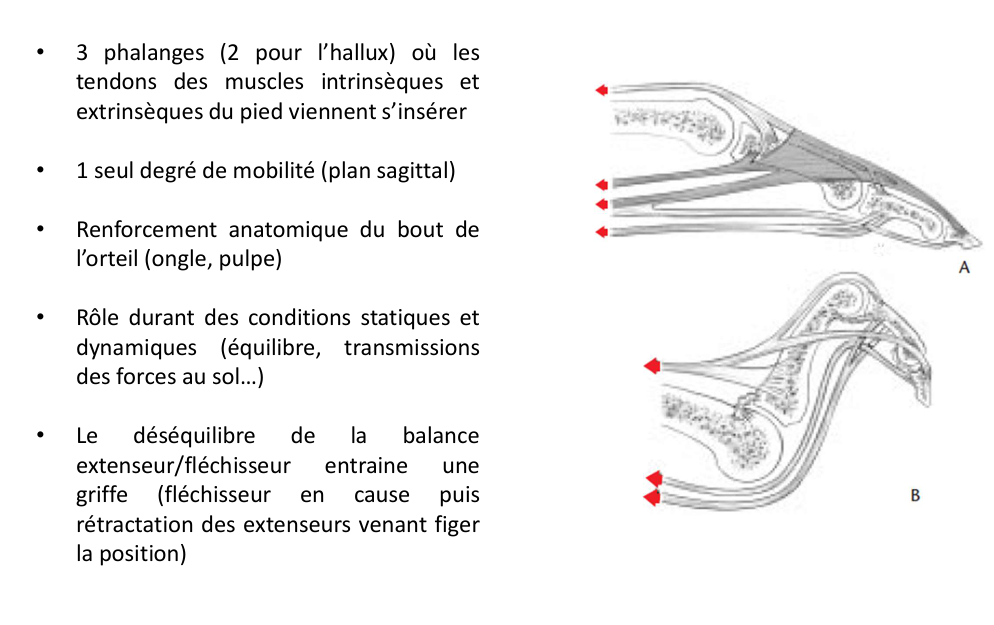 • 3 phalanges (2 pour l’hallux) où les
tendons des muscles intrinsèques et
extrinsèques du pied viennent s’insérer
• 1 seul degré de mobilité (plan sagittal)
• Renforcement anatomique du bout de
l’orteil (ongle, pulpe)
• Rôle durant des conditions statiques et
dynamiques (équilibre, transmissions
des forces au sol…)
• Le déséquilibre de la balance
extenseur/fléchisseur entraine une
griffe (fléchisseur en cause puis
rétractation des extenseurs venant figer
la position)
A
B